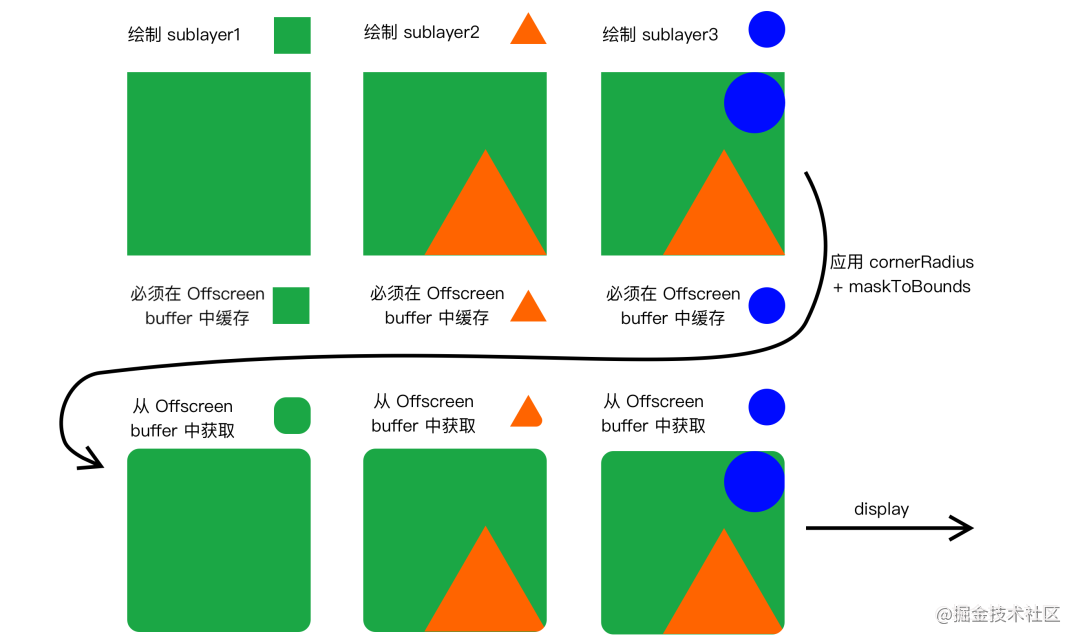 绘制 sublayer1
绘制 sublayer2
绘制 sublayer3
必须在 Offscreen
buffer 中缓存
必须在 Offscreen
buffer 中缓存
必须在 Offscreen
buffer 中缓存
应用 cornerRadius
+ maskToBounds
从 Offscreen
buffer 中获取
从 Offscreen
buffer 中获取
从 Offscreen
buffer 中获取
display
@掘金技术社区